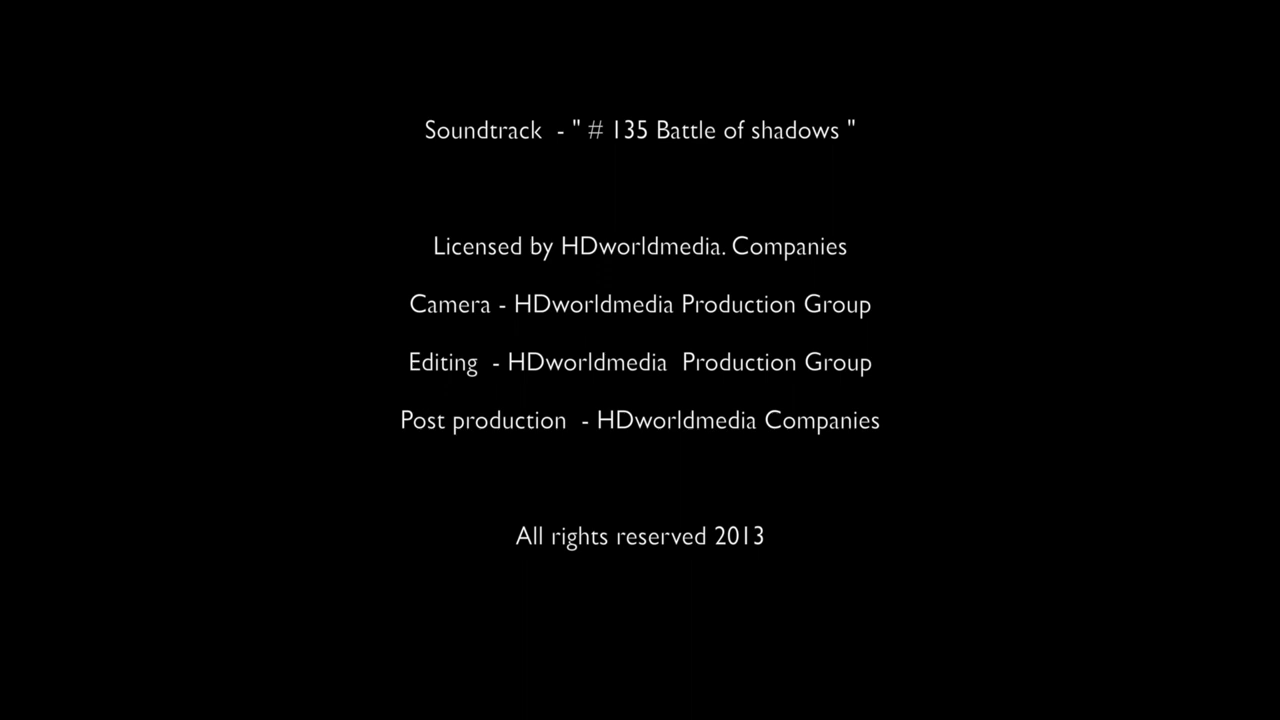 Soundtrack  - " # 135 Battle of shadows "
Licensed by HDworldmedia. Companies
Camera - HDworldmedia Production Group
Editing  - HDworldmedia  Production Group
Post production  - HDworldmedia Companies
All rights reserved 2013